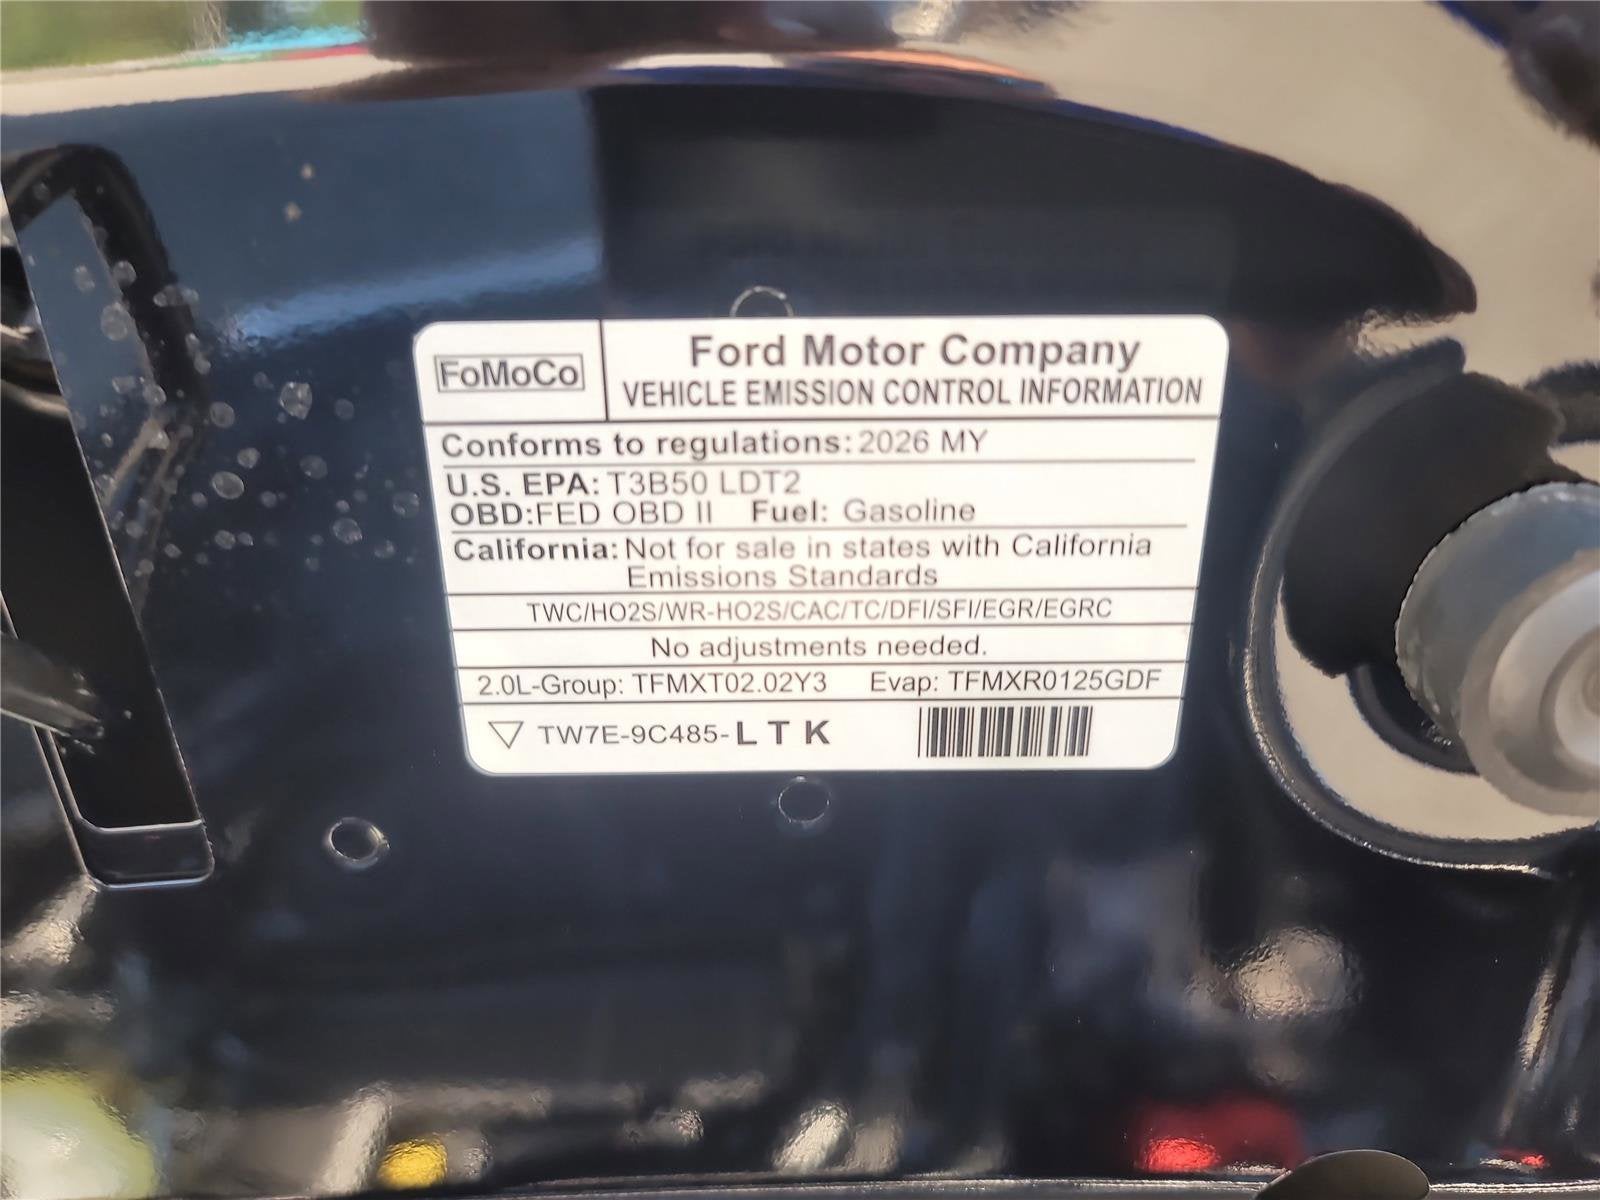 FoMoCo
Ford Motor Company
VEHICLE EMISSION CONTROL INFORMATION
Conforms to regulations: 2026 MY
U.S. EPA: T3B50 LDT2
OBD:FED OBD II Fuel: Gasoline
California: Not for sale in states with California
Emissions Standards
TWC/HO2S/WR-HO2S/CAC/TC/DFI/SFI/EGR/EGRC
No adjustments needed.
2.0L-Group: TFMXT02.02Y3 Evap: TFMXR0125GDF
TW7E-9C485-LTK